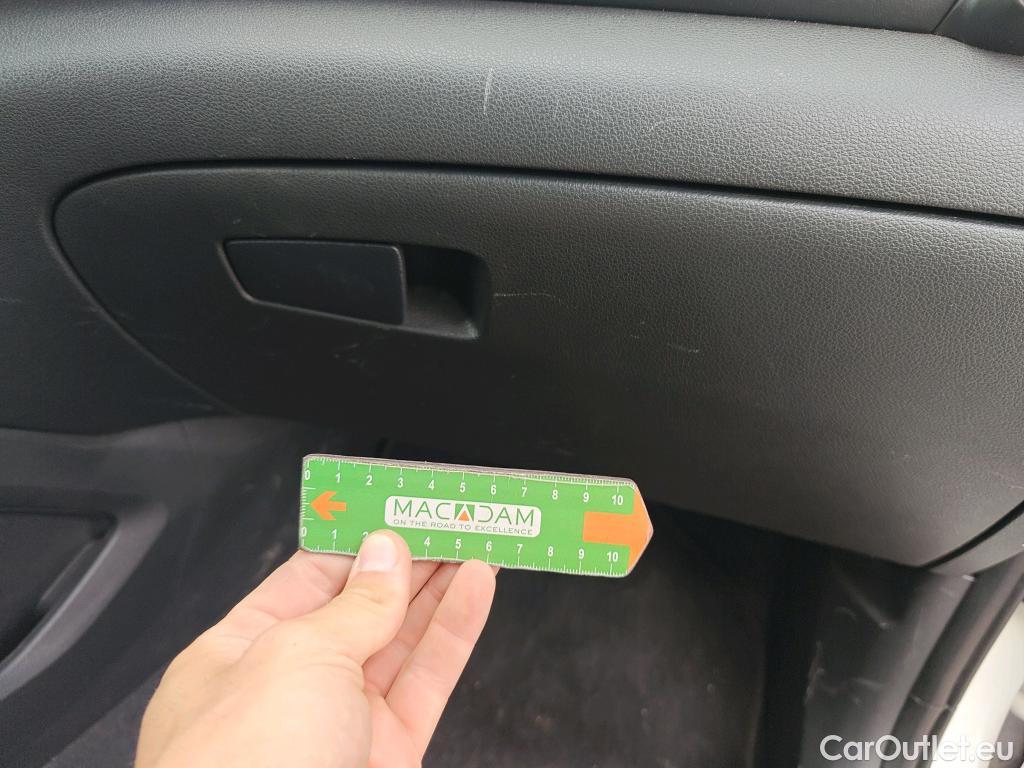 0 1 2 3 4 5 6 7 8 9 10
MACADAM
ON THE ROAD TO EXCELLENCE
0 1 2 4 5 6 7 8 9 10
CarOutlet.eu